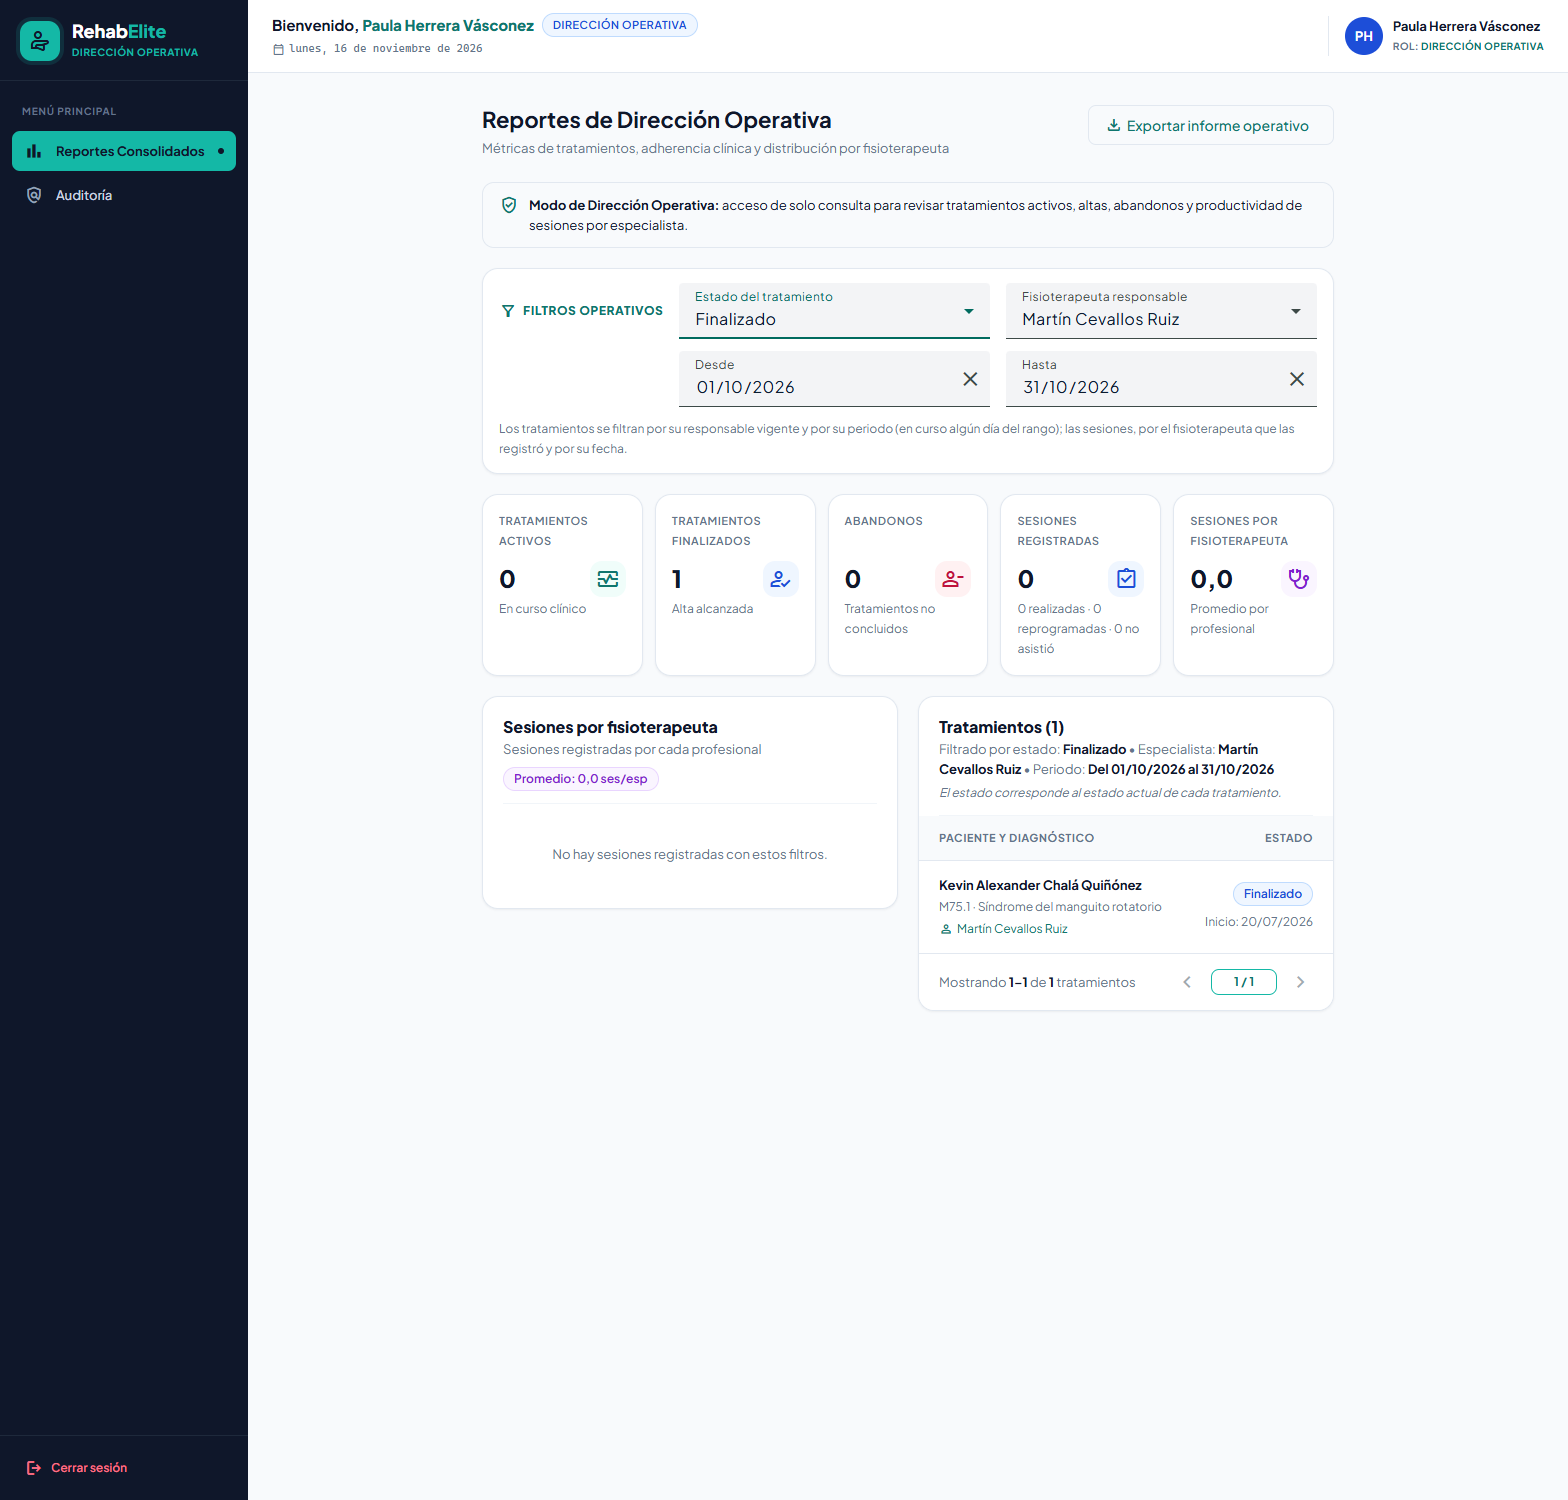 RehabElite
DIRECCIÓN OPERATIVA
MENÚ PRINCIPAL
Reportes Consolidados
Auditoría
Cerrar sesión
Bienvenido, Paula Herrera Vásconez DIRECCIÓN OPERATIVA
lunes, 16 de noviembre de 2026
PH
Paula Herrera Vásconez
ROL: DIRECCIÓN OPERATIVA
Reportes de Dirección Operativa
Métricas de tratamientos, adherencia clínica y distribución por fisioterapeuta
Exportar informe operativo
Modo de Dirección Operativa: acceso de solo consulta para revisar tratamientos activos, altas, abandonos y productividad de
sesiones por especialista.
FILTROS OPERATIVOS
Estado del tratamiento
Finalizado
Fisioterapeuta responsable
Martín Cevallos Ruiz
Desde
01/10/2026
Hasta
31/10/2026
Los tratamientos se filtran por su responsable vigente y por su periodo (en curso algún día del rango); las sesiones, por el fisioterapeuta que las
registró y por su fecha.
TRATAMIENTOS
ACTIVOS
0
En curso clínico
TRATAMIENTOS
FINALIZADOS
1
Alta alcanzada
ABANDONOS
0
Tratamientos no
concluidos
SESIONES
REGISTRADAS
0
0 realizadas · 0
reprogramadas · 0 no
asistió
SESIONES POR
FISIOTERAPEUTA
0,0
Promedio por
profesional
Sesiones por fisioterapeuta
Sesiones registradas por cada profesional
Promedio: 0,0 ses/esp
No hay sesiones registradas con estos filtros.
Tratamientos (1)
Filtrado por estado: Finalizado • Especialista: Martín
Cevallos Ruiz • Periodo: Del 01/10/2026 al 31/10/2026
El estado corresponde al estado actual de cada tratamiento.
PACIENTE Y DIAGNÓSTICO ESTADO
Kevin Alexander Chalá Quiñónez
M75.1 · Síndrome del manguito rotatorio
Martín Cevallos Ruiz
Finalizado
Inicio: 20/07/2026
Mostrando 1–1 de 1 tratamientos
1 / 1